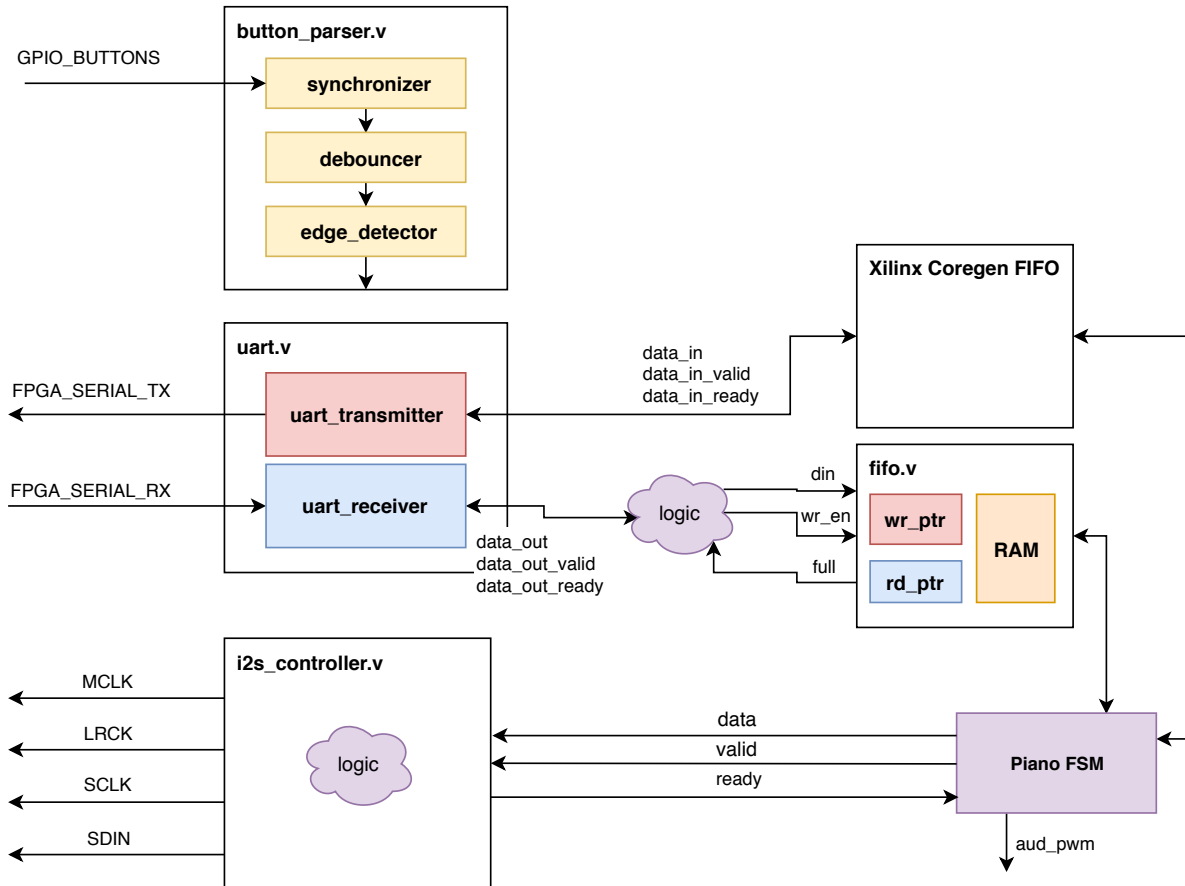 button_parser.v
GPIO_BUTTONS
synchronizer
debouncer
edge_detector
Xilinx Coregen FIFO
uart.v
data_in
data_in_valid
data_in_ready
FPGA_SERIAL_TX
uart_transmitter
fifo.v
FPGA_SERIAL_RX
uart_receiver
logic
din
wr_en
full
wr_ptr
rd_ptr
RAM
data_out
data_out_valid
data_out_ready
i2s_controller.v
MCLK
LRCK
SCLK
SDIN
logic
data
valid
ready
Piano FSM
aud_pwm